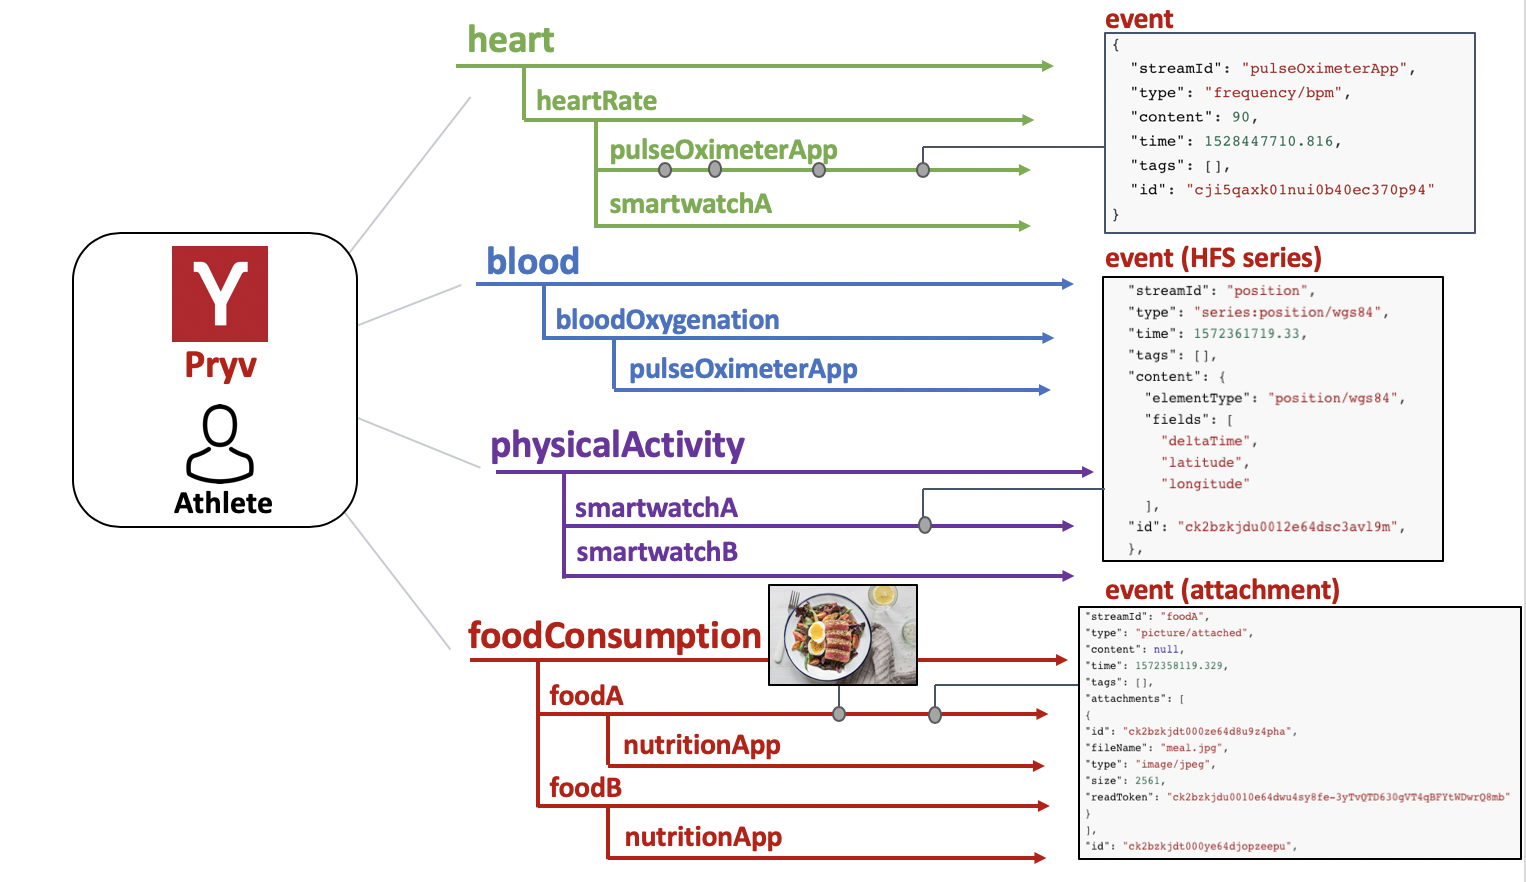 Pryv
Athlete
heart
heartRate
pulseOximeterApp
smartwatchA
blood
bloodOxygenation
pulseOximeterApp
physicalActivity
smartwatchA
smartwatchB
foodConsumption
foodA
nutritionApp
foodB
nutritionApp
event
{
"streamId": "pulseOximeterApp",
"type": "frequency/bpm",
"content": 90,
"time": 1528447710.816,
"tags": [],
"id": "cji5qaxk01nui0b40ec370p94"
}
event (HFS series)
"streamId": "position",
"type": "series:position/wgs84",
"time": 1572361719.33,
"tags": [],
"content": {
"elementType": "position/wgs84",
"fields": [
"deltaTime",
"latitude",
"longitude"
],
"id": "ck2bzkjdu0012e64dsc3avl9m",
},
event (attachment)
"streamId": "foodA",
"type": "picture/attached",
"content": null,
"time": 1572358119.329,
"tags": [],
"attachments": [
{
"id": "ck2bzkjdt000ze64d8u9z4pha",
"fileName": "meal.jpg",
"type": "image/jpeg",
"size": 2561,
"readToken": "ck2bzkjdu0010e64dwu4sy8fe-3yTvQTD630gVT4qBFYtWDwrQ8mb"
}
],
"id": "ck2bzkjdt000ye64djopzeepu",